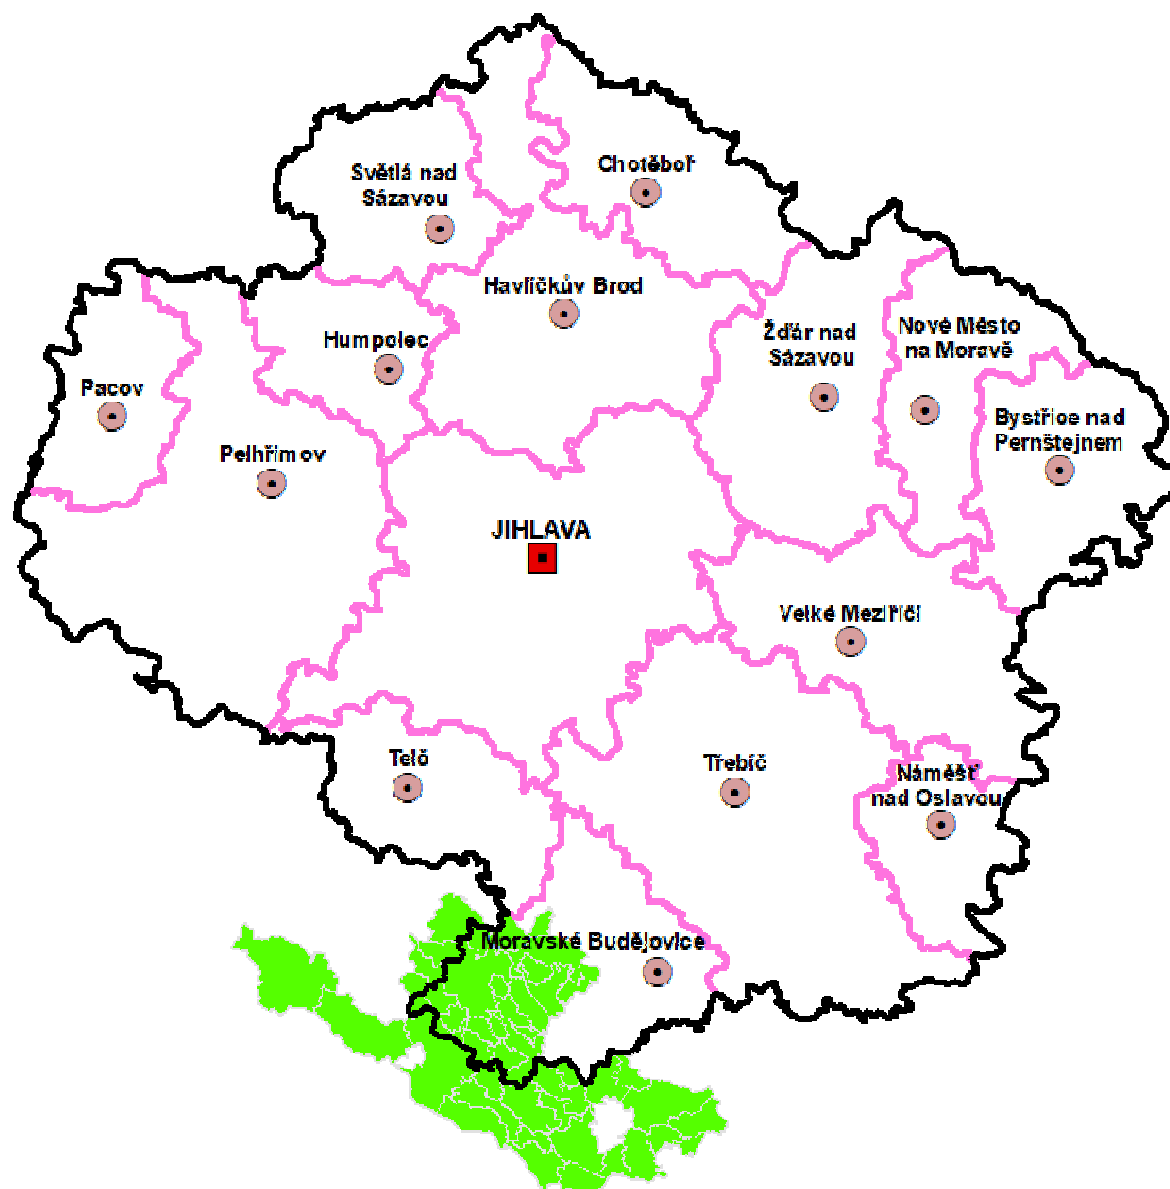 Chotěboř
Světlá nad
Sázavou
Havlíčkův Brod
Humpolec
Žďár nad
Sázavou
Nové Město
na Moravě
Pacov
Bystřice nad
Pernštejnem
Pelhřimov
JIHLAVA
Velké Meziříčí
Telč
Třebíč
Náměšť
nad Oslavou
Moravské Budějovice